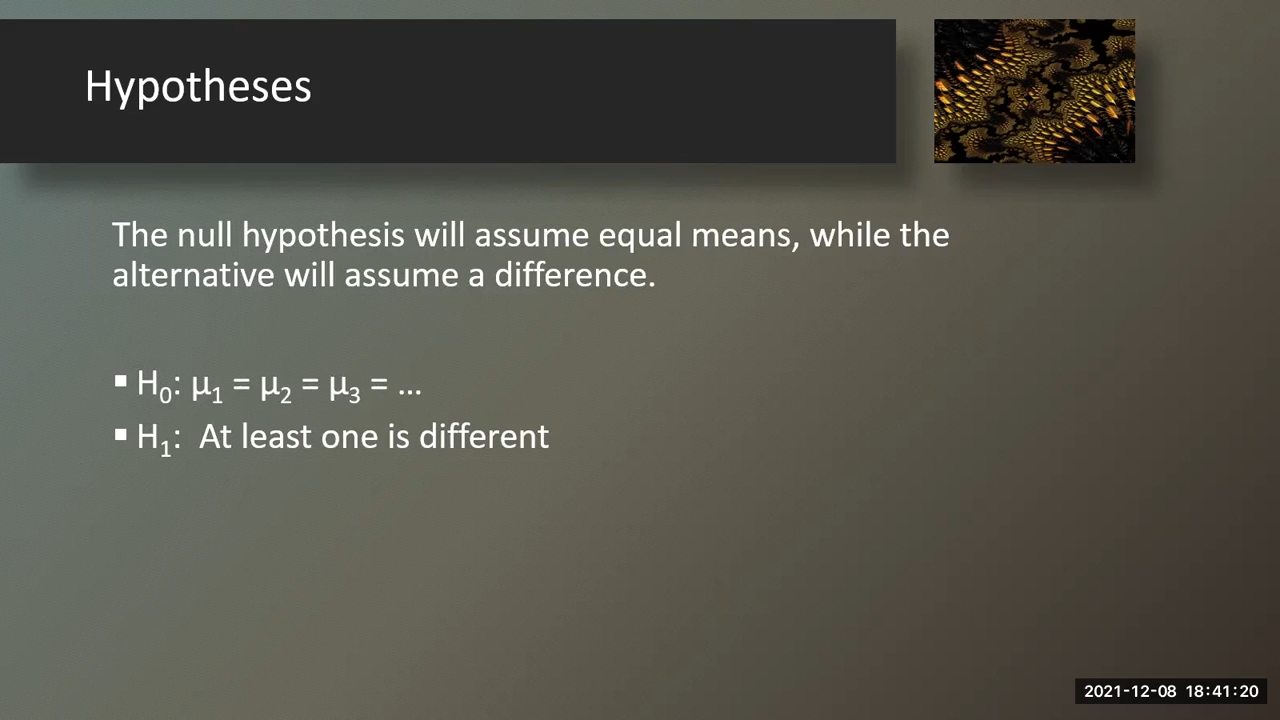 Hypotheses
The null hypothesis will assume equal means, while the
alternative will assume a difference.
▪ H₀: μ₁ = μ₂ = μ₃ = …
▪ H₁: At least one is different
2021-12-08 18:41:20